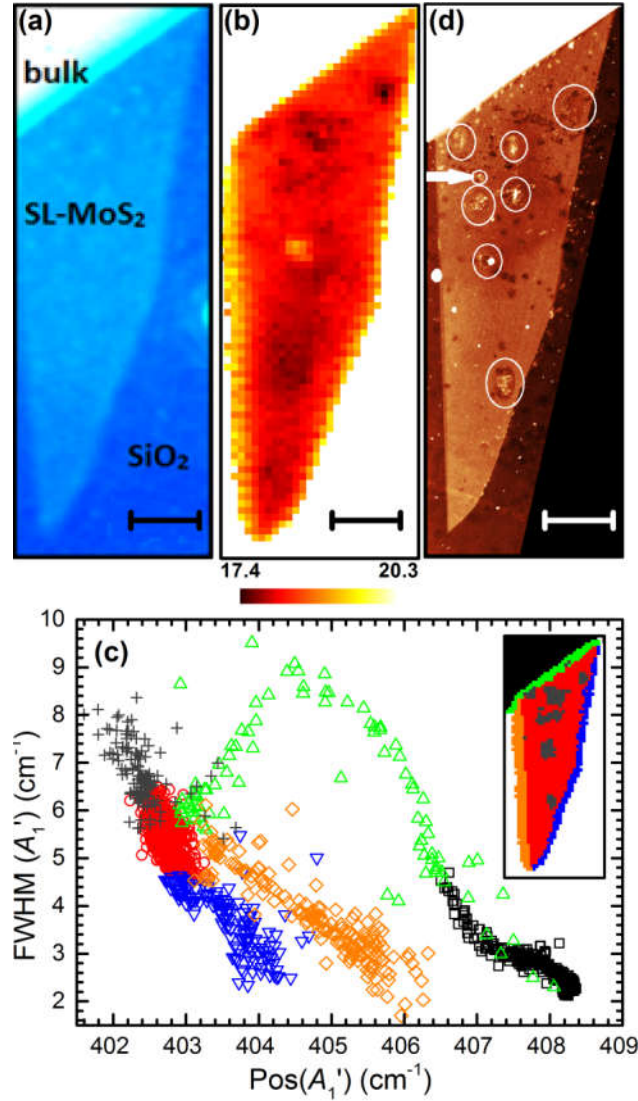 (a)
bulk
SL-MoS₂
SiO₂
(b)
(d)
17.4 20.3
(c)
10
9
8
7
6
5
4
3
2
FWHM (A₁') (cm⁻¹)
402 403 404 405 406 407 408 409
Pos(A₁') (cm⁻¹)